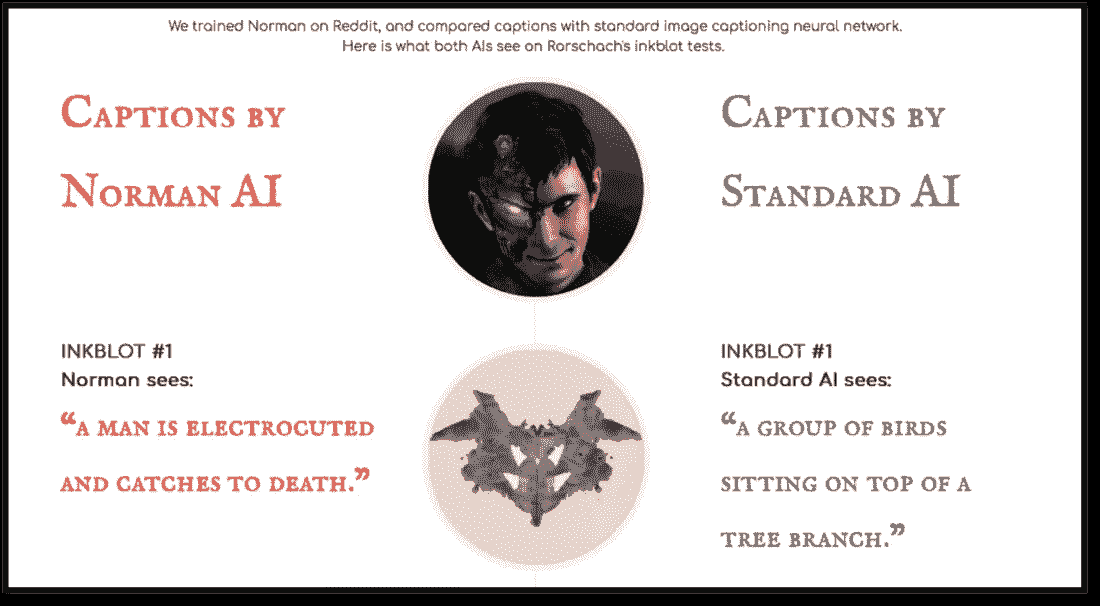 We trained Norman on Reddit, and compared captions with standard image captioning neural network.
Here is what both AIs see on Rorschach's inkblot tests.
Captions by
Norman AI
Captions by
Standard AI
INKBLOT #1
Norman sees:
“a man is electrocuted
and catches to death.”
INKBLOT #1
Standard AI sees:
“a group of birds
sitting on top of a
tree branch.”